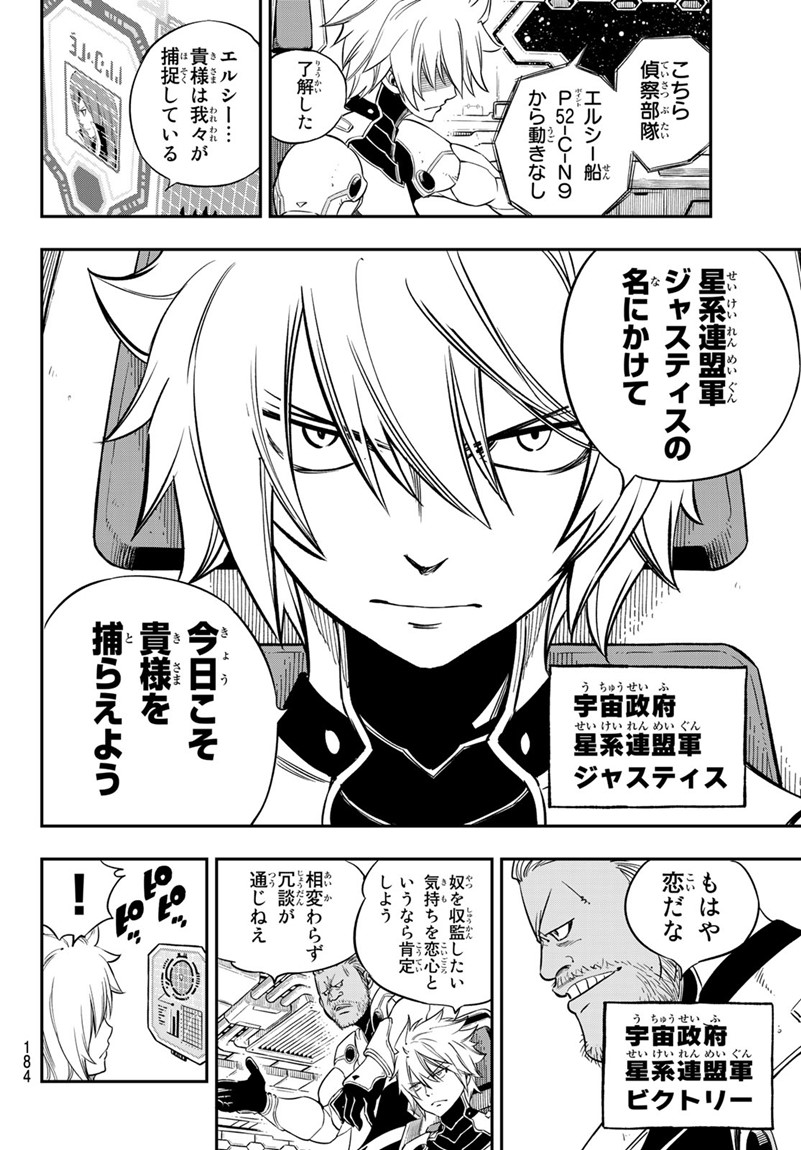 こちら
偵察部隊
エルシー船
P52-C-N9
から動きなし
了解した
エルシー…
貴様は我々が
捕捉している
星系連盟軍
ジャスティスの
名にかけて
今日こそ
貴様を
捕らえよう
宇宙政府
星系連盟軍
ジャスティス
もはや
恋だな
宇宙政府
星系連盟軍
ビクトリー
奴を収監したい
気持ちを恋心と
いうなら肯定
しよう
相変わらず
冗談が
通じねえ
ピピピピ
!
184